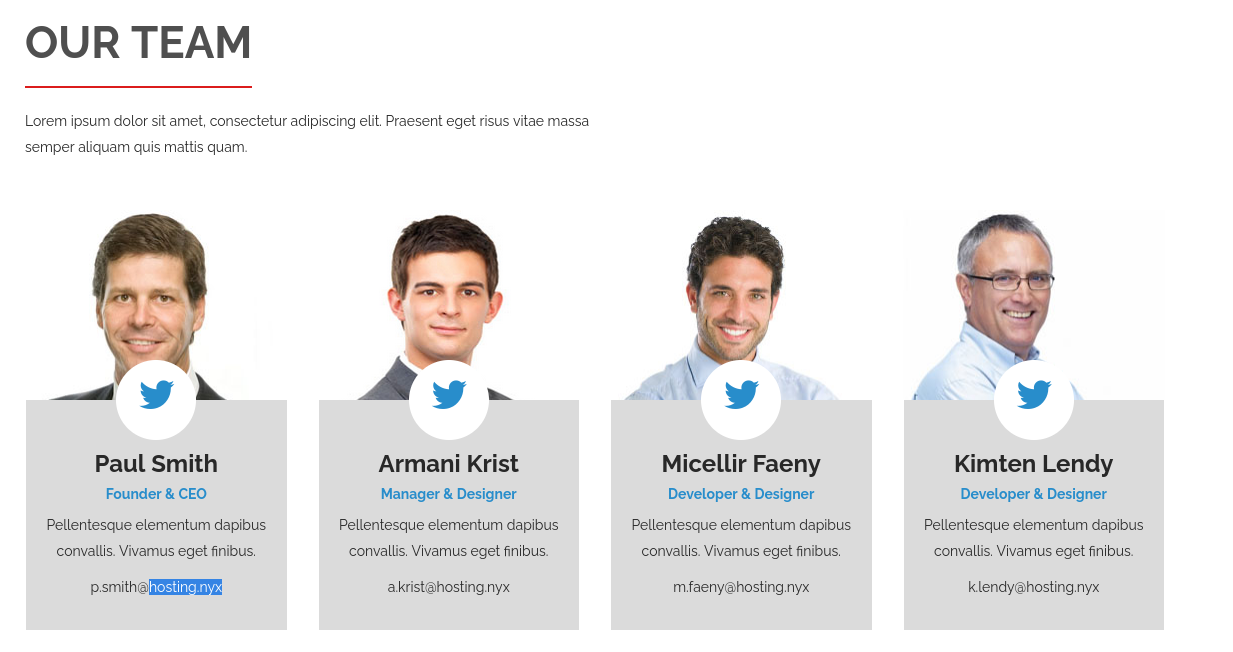 OUR TEAM
Lorem ipsum dolor sit amet, consectetur adipiscing elit. Praesent eget risus vitae massa
semper aliquam quis mattis quam.
Paul Smith
Founder & CEO
Pellentesque elementum dapibus
convallis. Vivamus eget finibus.
p.smith@hosting.nyx
Armani Krist
Manager & Designer
Pellentesque elementum dapibus
convallis. Vivamus eget finibus.
a.krist@hosting.nyx
Micellir Faeny
Developer & Designer
Pellentesque elementum dapibus
convallis. Vivamus eget finibus.
m.faeny@hosting.nyx
Kimten Lendy
Developer & Designer
Pellentesque elementum dapibus
convallis. Vivamus eget finibus.
k.lendy@hosting.nyx